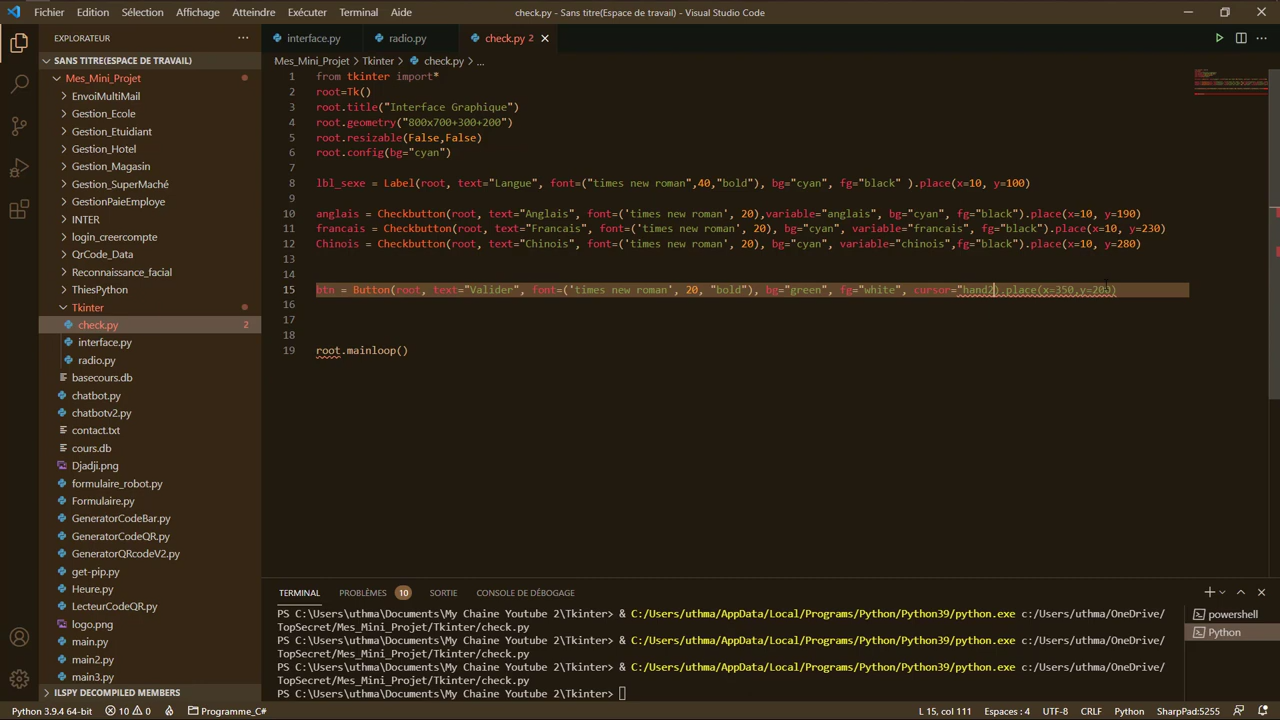 Fichier Edition Sélection Affichage Atteindre Exécuter Terminal Aide
check.py - Sans titre(Espace de travail) - Visual Studio Code
EXPLORATEUR ...
interface.py radio.py check.py 2
SANS TITRE(ESPACE DE TRAVAIL)
Mes_Mini_Projet
EnvoiMultiMail
Gestion_Ecole
Gestion_Etuidiant
Gestion_Hotel
Gestion_Magasin
Gestion_SuperMaché
GestionPaieEmploye
INTER
login_creercompte
QrCode_Data
Reconnaissance_facial
ThiesPython
Tkinter
check.py 2
interface.py
radio.py
basecours.db
chatbot.py
chatbotv2.py
contact.txt
cours.db
Djadji.png
formulaire_robot.py
Formulaire.py
GeneratorCodeBar.py
GeneratorCodeQR.py
GeneratorQRcodeV2.py
get-pip.py
Heure.py
LecteurCodeQR.py
logo.png
main.py
main2.py
main3.py
ILSPY DECOMPILED MEMBERS
Mes_Mini_Projet > Tkinter > check.py > ...
1 from tkinter import*
2 root=Tk()
3 root.title("Interface Graphique")
4 root.geometry("800x700+300+200")
5 root.resizable(False,False)
6 root.config(bg="cyan")
7
8 lbl_sexe = Label(root, text="Langue", font=("times new roman",40,"bold"), bg="cyan", fg="black" ).place(x=10, y=100)
9
10 anglais = Checkbutton(root, text="Anglais", font=('times new roman', 20),variable="anglais", bg="cyan", fg="black").place(x=10, y=190)
11 francais = Checkbutton(root, text="Francais", font=('times new roman', 20), bg="cyan", variable="francais", fg="black").place(x=10, y=230)
12 Chinois = Checkbutton(root, text="Chinois", font=('times new roman', 20), bg="cyan", variable="chinois",fg="black").place(x=10, y=280)
13
14
15 btn = Button(root, text="Valider", font=('times new roman', 20, "bold"), bg="green", fg="white", cursor="hand2).place(x=350,y=200)
16
17
18
19 root.mainloop()
TERMINAL PROBLÈMES 10 SORTIE CONSOLE DE DÉBOGAGE
PS C:\Users\uthma\Documents\My Chaine Youtube 2\Tkinter> & C:/Users/uthma/AppData/Local/Programs/Python/Python39/python.exe c:/Users/uthma/OneDrive/
TopSecret/Mes_Mini_Projet/Tkinter/check.py
PS C:\Users\uthma\Documents\My Chaine Youtube 2\Tkinter> & C:/Users/uthma/AppData/Local/Programs/Python/Python39/python.exe c:/Users/uthma/OneDrive/
TopSecret/Mes_Mini_Projet/Tkinter/check.py
PS C:\Users\uthma\Documents\My Chaine Youtube 2\Tkinter> & C:/Users/uthma/AppData/Local/Programs/Python/Python39/python.exe c:/Users/uthma/OneDrive/
TopSecret/Mes_Mini_Projet/Tkinter/check.py
PS C:\Users\uthma\Documents\My Chaine Youtube 2\Tkinter>
powershell
Python
Python 3.9.4 64-bit 10 0 Programme_C# L 15, col 111 Espaces : 4 UTF-8 CRLF Python SharpPad:5255